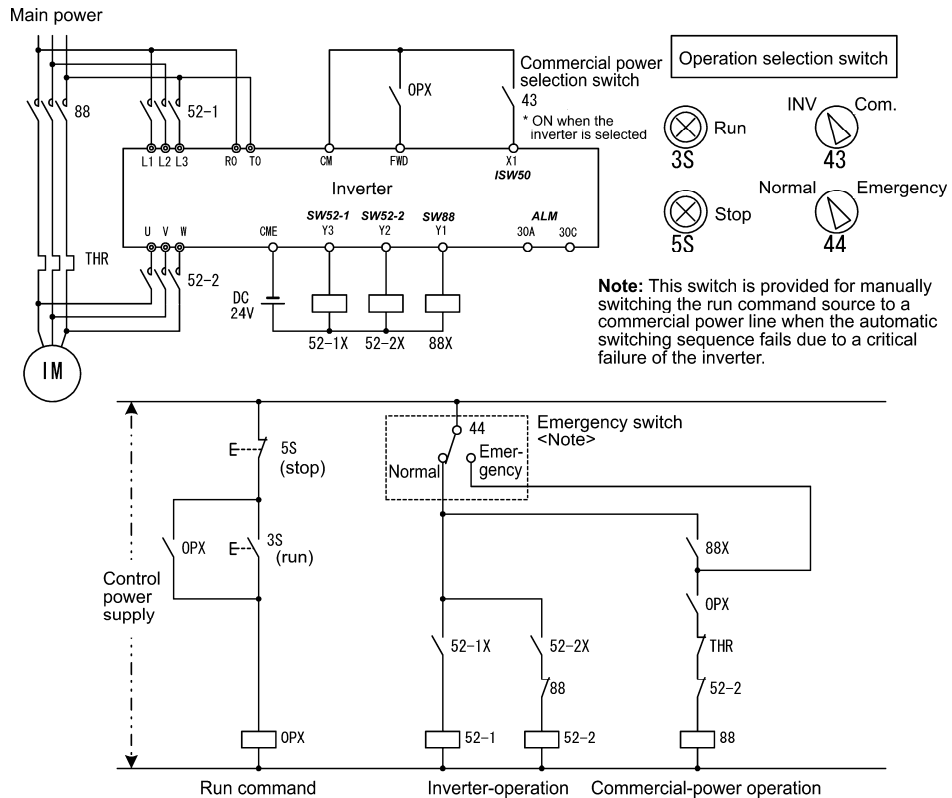 Main power
88
52-1
OPX
Commercial power
selection switch
43
* ON when the
inverter is selected
Operation selection switch
Run
3S
INV
Com.
43
Stop
5S
Normal
Emergency
44
L1 L2 L3
R0 T0
CM
FWD
X1
ISW50
Inverter
SW52-1
SW52-2
SW88
ALM
U V W
CME
Y3
Y2
Y1
30A
30C
THR
52-2
DC
24V
52-1X
52-2X
88X
IM
Note: This switch is provided for manually
switching the run command source to a
commercial power line when the automatic
switching sequence fails due to a critical
failure of the inverter.
5S
(stop)
44
Emergency switch
<Note>
Normal
Emer-
gency
OPX
3S
(run)
88X
Control
power
supply
OPX
52-1X
52-2X
THR
88
52-2
OPX
52-1
52-2
88
Run command
Inverter-operation
Commercial-power operation